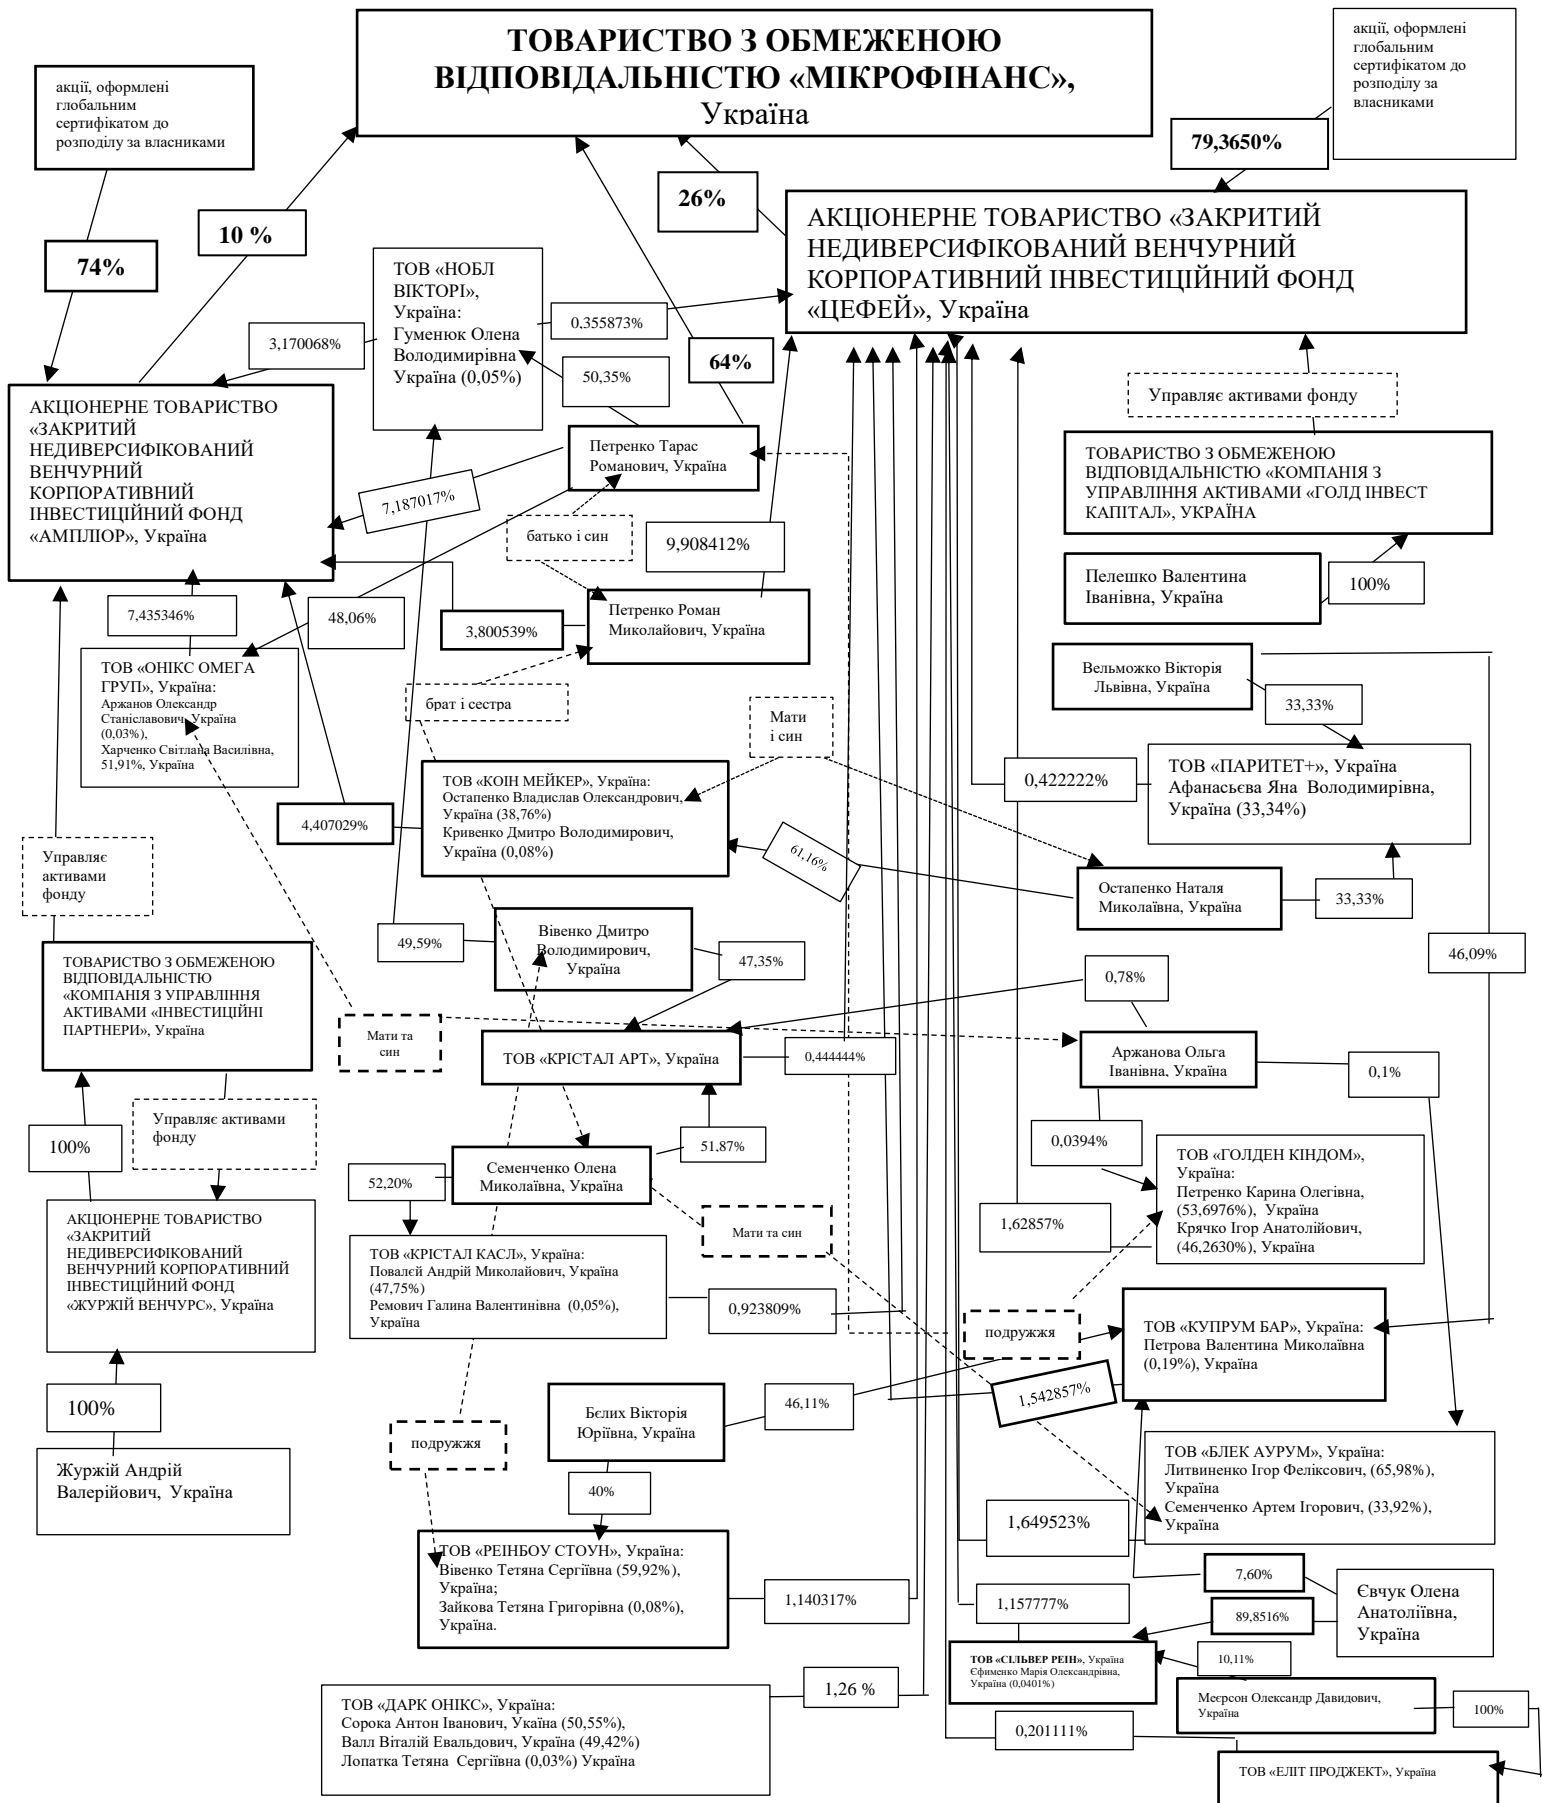 ТОВАРИСТВО З ОБМЕЖЕНОЮ
ВІДПОВІДАЛЬНІСТЮ «МІКРОФІНАНС»,
Україна
акції, оформлені
глобальним
сертифікатом до
розподілу за
власниками
акції, оформлені
глобальним
сертифікатом до
розподілу за власниками
79,3650%
26%
10 %
74%
АКЦІОНЕРНЕ ТОВАРИСТВО «ЗАКРИТИЙ
НЕДИВЕРСИФІКОВАНИЙ ВЕНЧУРНИЙ
КОРПОРАТИВНИЙ ІНВЕСТИЦІЙНИЙ ФОНД
«ЦЕФЕЙ», Україна
ТОВ «НОБЛ
ВІКТОРІ»,
Україна:
Гуменюк Олена
Володимирівна
Україна (0,05%)
0,355873%
3,170068%
64%
50,35%
Управляє активами фонду
АКЦІОНЕРНЕ ТОВАРИСТВО
«ЗАКРИТИЙ
НЕДИВЕРСИФІКОВАНИЙ
ВЕНЧУРНИЙ
КОРПОРАТИВНИЙ
ІНВЕСТИЦІЙНИЙ ФОНД
«АМПЛІОР», Україна
Петренко Тарас
Романович, Україна
ТОВАРИСТВО З ОБМЕЖЕНОЮ
ВІДПОВІДАЛЬНІСТЮ «КОМПАНІЯ З
УПРАВЛІННЯ АКТИВАМИ «ГОЛД ІНВЕСТ
КАПІТАЛ», УКРАЇНА
7,187017%
батько і син
9,908412%
Пелешко Валентина
Іванівна, Україна
100%
7,435346%
48,06%
3,800539%
Петренко Роман
Миколайович, Україна
ТОВ «ОНІКС ОМЕГА
ГРУП», Україна:
Аржанов Олександр
Станіславович, Україна
(0,03%),
Харченко Світлана Василівна,
51,91%, Україна
брат і сестра
Мати
і син
Вельможко Вікторія
Львівна, Україна
33,33%
ТОВ «ПАРИТЕТ+», Україна
Афанасьєва Яна Володимирівна,
Україна (33,34%)
0,422222%
ТОВ «КОІН МЕЙКЕР», Україна:
Остапенко Владислав Олександрович,
Україна (38,76%)
Кривенко Дмитро Володимирович,
Україна (0,08%)
4,407029%
61,16%
Управляє
активами
фонду
Остапенко Наталя
Миколаївна, Україна
33,33%
Вівенко Дмитро
Володимирович,
Україна
49,59%
47,35%
46,09%
ТОВАРИСТВО З ОБМЕЖЕНОЮ
ВІДПОВІДАЛЬНІСТЮ
«КОМПАНІЯ З УПРАВЛІННЯ
АКТИВАМИ «ІНВЕСТИЦІЙНІ
ПАРТНЕРИ», Україна
0,78%
Мати та
син
ТОВ «КРІСТАЛ АРТ», Україна
0,444444%
Аржанова Ольга
Іванівна, Україна
0,1%
Управляє активами
фонду
100%
51,87%
0,0394%
ТОВ «ГОЛДЕН КІНДОМ»,
Україна:
Петренко Карина Олегівна,
(53,6976%), Україна
Крячко Ігор Анатолійович,
(46,2630%), Україна
Семенченко Олена
Миколаївна, Україна
52,20%
АКЦІОНЕРНЕ ТОВАРИСТВО
«ЗАКРИТИЙ
НЕДИВЕРСИФІКОВАНИЙ
ВЕНЧУРНИЙ КОРПОРАТИВНИЙ
ІНВЕСТИЦІЙНИЙ ФОНД
«ЖУРЖІЙ ВЕНЧУРС», Україна
Мати та син
1,62857%
ТОВ «КРІСТАЛ КАСЛ», Україна:
Повалєй Андрій Миколайович, Україна
(47,75%)
Ремович Галина Валентинівна (0,05%),
Україна
0,923809%
подружжя
ТОВ «КУПРУМ БАР», Україна:
Петрова Валентина Миколаївна
(0,19%), Україна
1,542857%
100%
Бєлих Вікторія
Юріївна, Україна
46,11%
подружжя
Журжій Андрій
Валерійович, Україна
40%
ТОВ «БЛЕК АУРУМ», Україна:
Литвиненко Ігор Феліксович, (65,98%),
Україна
Семенченко Артем Ігорович, (33,92%),
Україна
1,649523%
ТОВ «РЕІНБОУ СТОУН», Україна:
Вівенко Тетяна Сергіївна (59,92%),
Україна;
Зайкова Тетяна Григорівна (0,08%),
Україна.
1,140317%
7,60%
Євчук Олена
Анатоліївна,
Україна
1,157777%
89,8516%
ТОВ «СІЛЬВЕР РЕІН», Україна
Єфименко Марія Олександрівна,
Україна (0,0401%)
10,11%
Меєрсон Олександр Давидович,
Україна
100%
1,26 %
ТОВ «ДАРК ОНІКС», Україна:
Сорока Антон Іванович, Укаїна (50,55%),
Валл Віталій Евальдович, Україна (49,42%)
Лопатка Тетяна Сергіївна (0,03%) Україна
0,201111%
ТОВ «ЕЛІТ ПРОДЖЕКТ», Україна